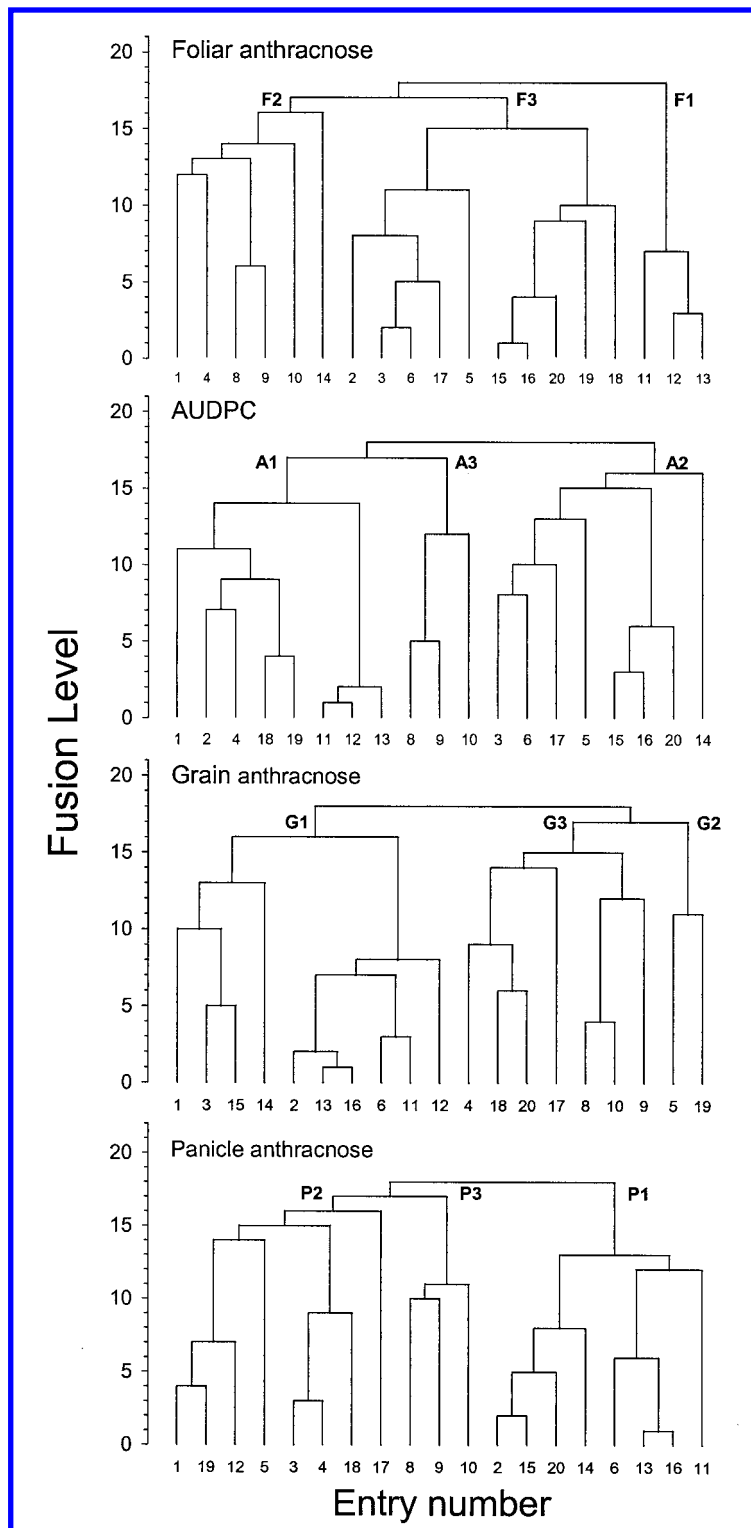 Foliar anthracnose
20
15
10
5
0
F2 F3 F1
1 4 8 9 10 14 2 3 6 17 5 15 16 20 19 18 11 12 13
AUDPC
20
15
10
5
0
A1 A3 A2
1 2 4 18 19 11 12 13 8 9 10 3 6 17 5 15 16 20 14
Grain anthracnose
20
15
10
5
0
G1 G3 G2
1 3 15 14 2 13 16 6 11 12 4 18 20 17 8 10 9 5 19
Panicle anthracnose
20
15
10
5
0
P2 P3 P1
1 19 12 5 3 4 18 17 8 9 10 2 15 20 14 6 13 16 11
Fusion Level
Entry number